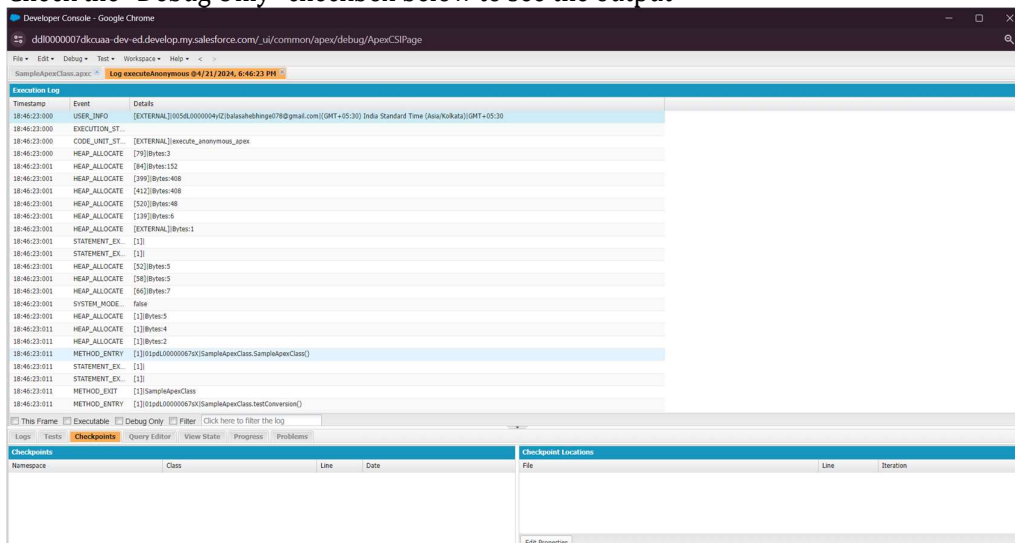 Check the "Debug Only" checkbox below to see the output
Developer Console - Google Chrome
ddl0000007dkcuaa-dev-ed.develop.my.salesforce.com/_ui/common/apex/debug/ApexCSIPage
File Edit Debug Test Workspace Help < >
SampleApexClass.apxc Log executeAnonymous @4/21/2024, 6:46:23 PM
Execution Log
Timestamp Event Details
18:46:23:000 USER_INFO [EXTERNAL]|005dL0000004ylZ|balasahebhinge078@gmail.com|(GMT+05:30) India Standard Time (Asia/Kolkata)|GMT+05:30
18:46:23:000 EXECUTION_ST...
18:46:23:000 CODE_UNIT_ST... [EXTERNAL]|execute_anonymous_apex
18:46:23:000 HEAP_ALLOCATE [79]|Bytes:3
18:46:23:001 HEAP_ALLOCATE [84]|Bytes:152
18:46:23:001 HEAP_ALLOCATE [399]|Bytes:408
18:46:23:001 HEAP_ALLOCATE [412]|Bytes:408
18:46:23:001 HEAP_ALLOCATE [520]|Bytes:48
18:46:23:001 HEAP_ALLOCATE [139]|Bytes:6
18:46:23:001 HEAP_ALLOCATE [EXTERNAL]|Bytes:1
18:46:23:001 STATEMENT_EX... [1]|
18:46:23:001 STATEMENT_EX... [1]|
18:46:23:001 HEAP_ALLOCATE [52]|Bytes:5
18:46:23:001 HEAP_ALLOCATE [58]|Bytes:5
18:46:23:001 HEAP_ALLOCATE [66]|Bytes:7
18:46:23:001 SYSTEM_MODE... false
18:46:23:001 HEAP_ALLOCATE [1]|Bytes:5
18:46:23:011 HEAP_ALLOCATE [1]|Bytes:4
18:46:23:011 HEAP_ALLOCATE [1]|Bytes:2
18:46:23:011 METHOD_ENTRY [1]|01pdL00000067sX|SampleApexClass.SampleApexClass()
18:46:23:011 STATEMENT_EX... [1]|
18:46:23:011 STATEMENT_EX... [1]|
18:46:23:011 METHOD_EXIT [1]|SampleApexClass
18:46:23:011 METHOD_ENTRY [1]|01pdL00000067sX|SampleApexClass.testConversion()
This Frame Executable Debug Only Filter Click here to filter the log
Logs Tests Checkpoints Query Editor View State Progress Problems
Checkpoints Checkpoint Locations
Namespace Class Line Date File Line Iteration
Edit Properties